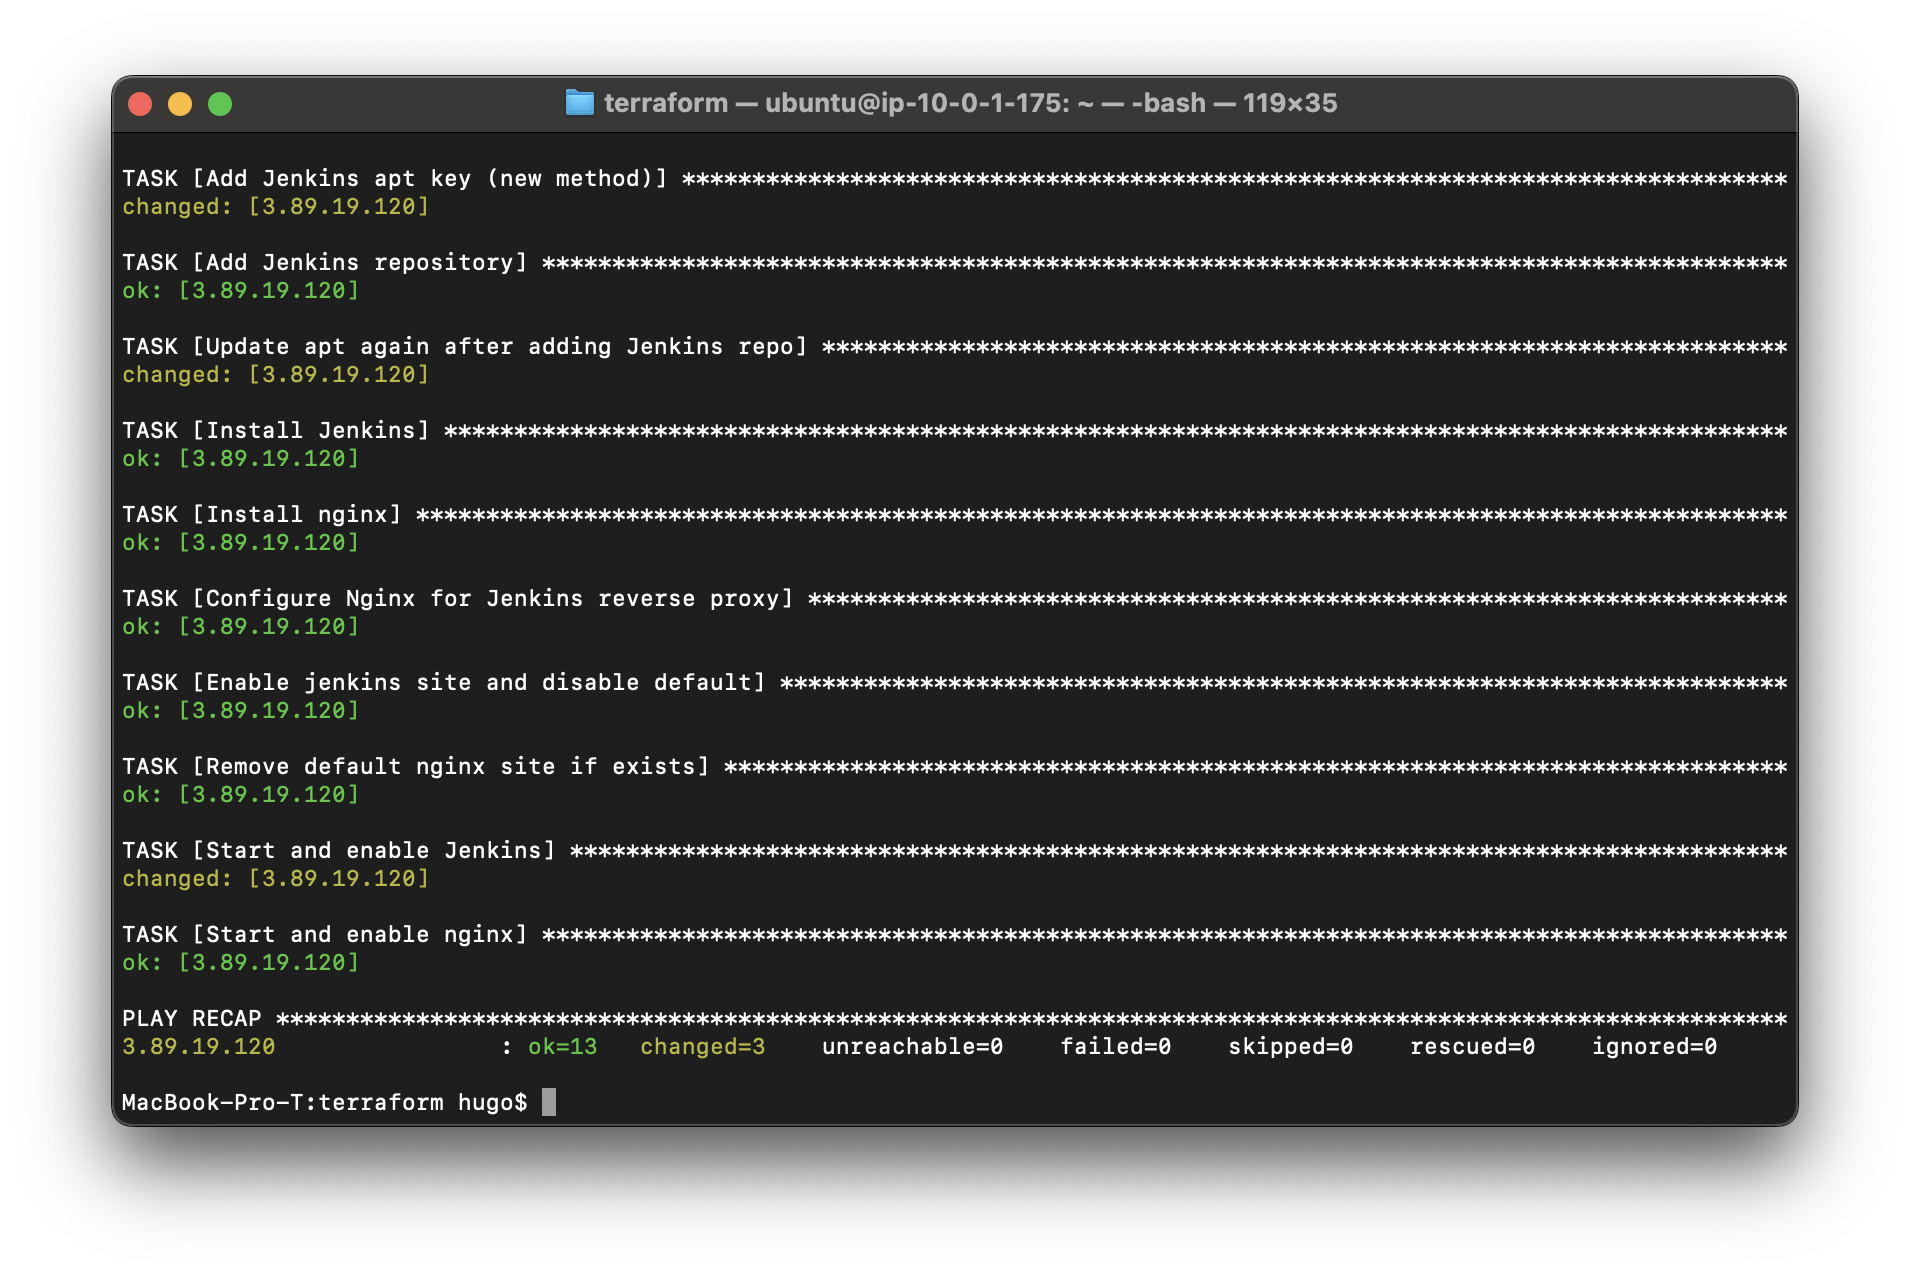 terraform — ubuntu@ip-10-0-1-175: ~ — -bash — 119×35
TASK [Add Jenkins apt key (new method)] *******************************************************************************
changed: [3.89.19.120]
TASK [Add Jenkins repository] *****************************************************************************************
ok: [3.89.19.120]
TASK [Update apt again after adding Jenkins repo] *********************************************************************
changed: [3.89.19.120]
TASK [Install Jenkins] ************************************************************************************************
ok: [3.89.19.120]
TASK [Install nginx] **************************************************************************************************
ok: [3.89.19.120]
TASK [Configure Nginx for Jenkins reverse proxy] **********************************************************************
ok: [3.89.19.120]
TASK [Enable jenkins site and disable default] ************************************************************************
ok: [3.89.19.120]
TASK [Remove default nginx site if exists] ****************************************************************************
ok: [3.89.19.120]
TASK [Start and enable Jenkins] ***************************************************************************************
changed: [3.89.19.120]
TASK [Start and enable nginx] *****************************************************************************************
ok: [3.89.19.120]
PLAY RECAP ************************************************************************************************************
3.89.19.120                : ok=13   changed=3    unreachable=0    failed=0    skipped=0    rescued=0    ignored=0
MacBook-Pro-T:terraform hugo$